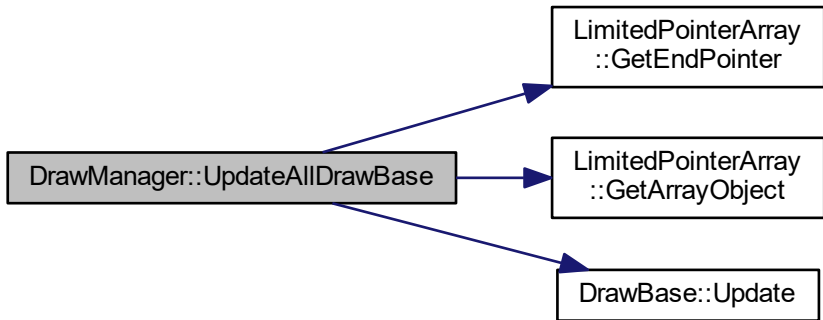 LimitedPointerArray
::GetEndPointer
DrawManager::UpdateAllDrawBase
LimitedPointerArray
::GetArrayObject
DrawBase::Update